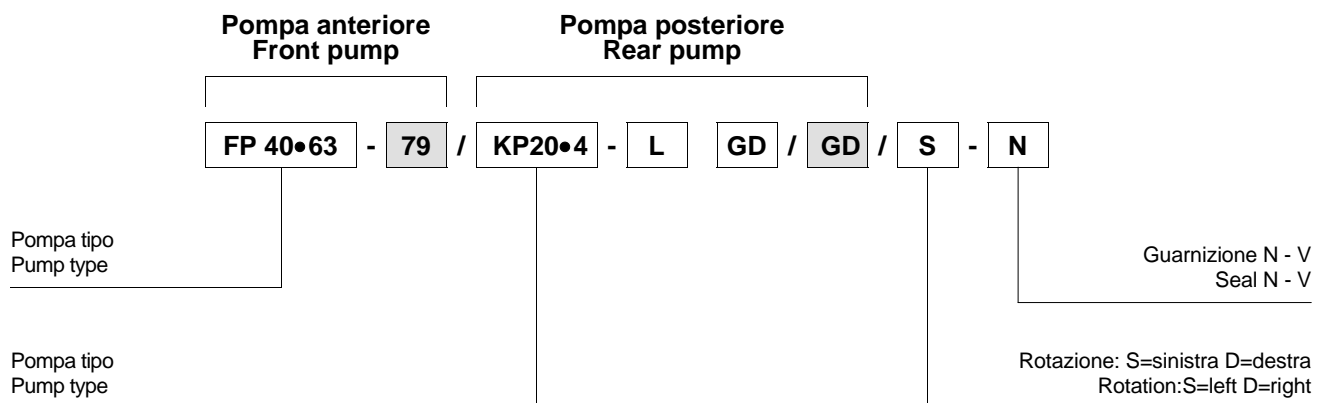 Pompa anteriore
Front pump
Pompa posteriore
Rear pump
FP 40•63 - 79 / KP20•4 - L GD / GD / S - N
Pompa tipo
Pump type
Guarnizione N - V
Seal N - V
Pompa tipo
Pump type
Rotazione: S=sinistra D=destra
Rotation:S=left D=right